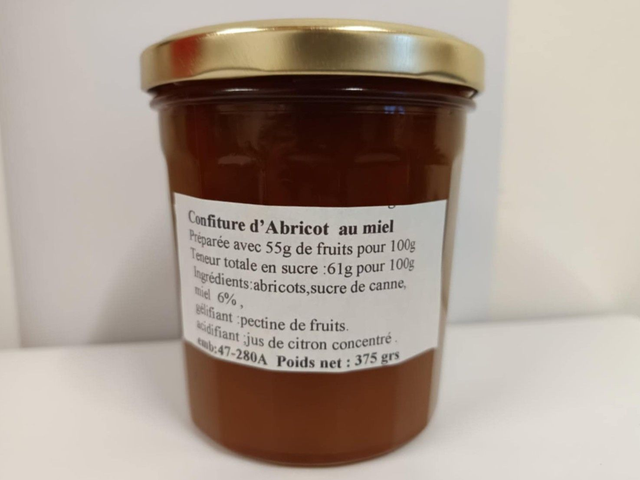 Confiture d'Abricot au miel
Préparée avec 55g de fruits pour 100g
Teneur totale en sucre :61g pour 100g
Ingrédients:abricots,sucre de canne,
miel 6%,
gélifiant :pectine de fruits.
acidifiant :jus de citron concentré .
emb:47-280A Poids net : 375 grs